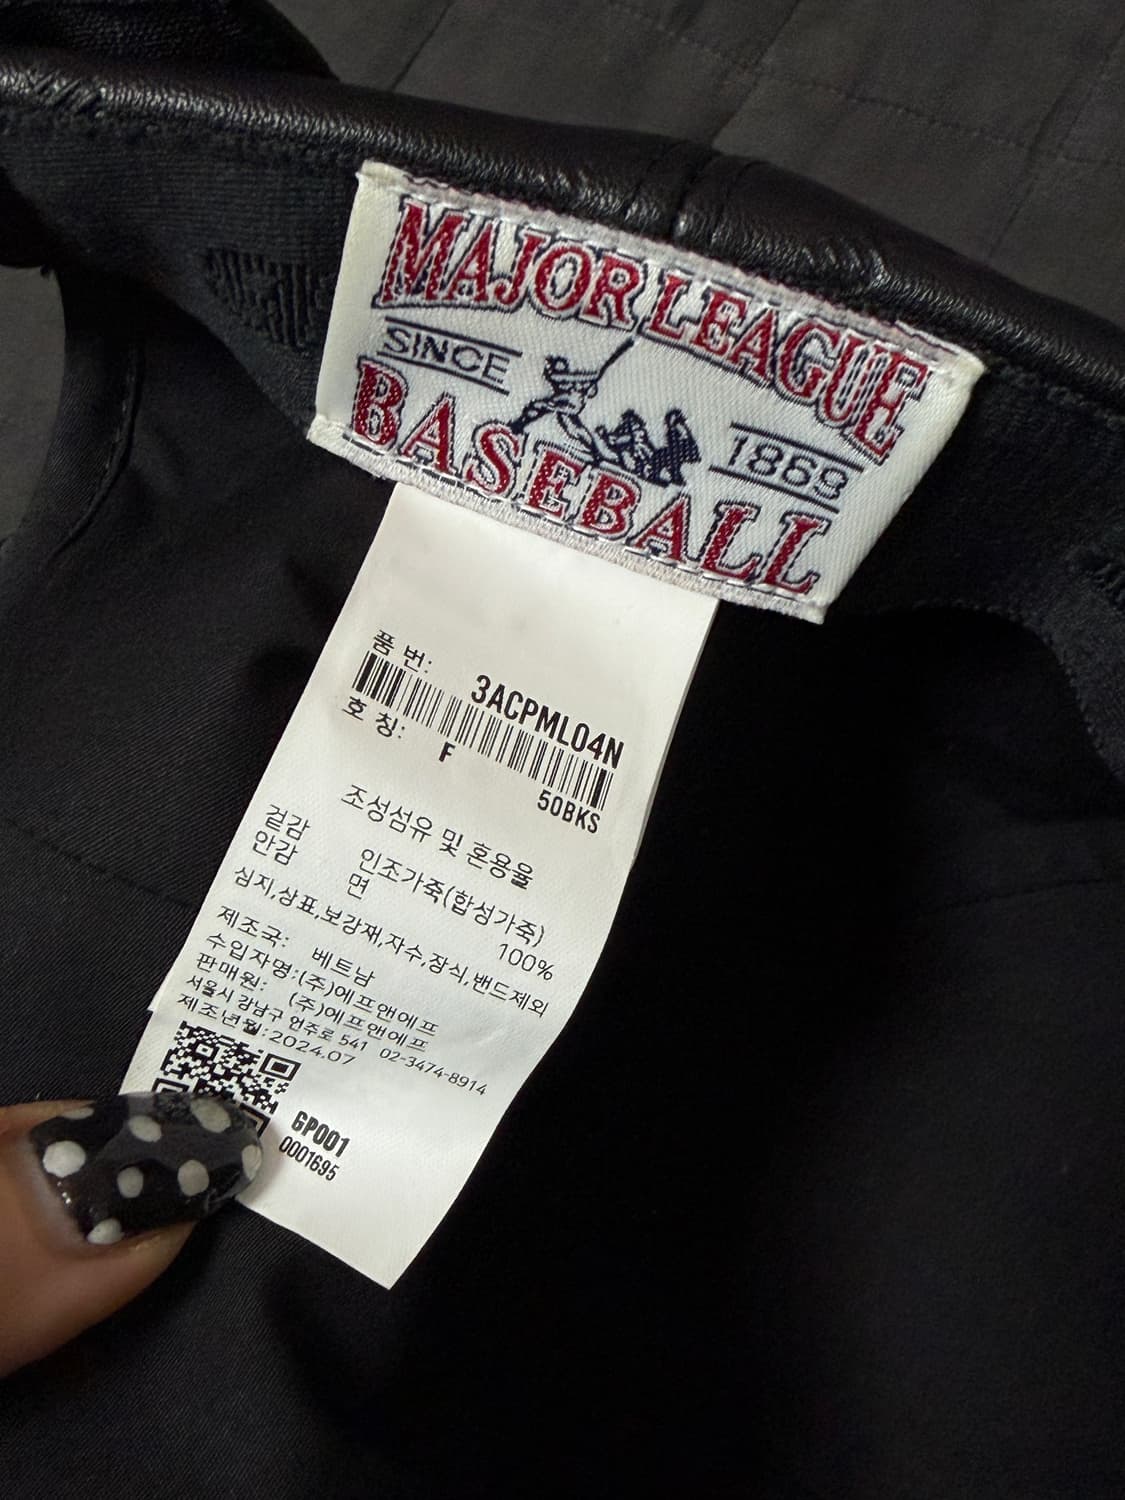 MAJOR LEAGUE
SINCE 1869
BASEBALL
품 번: 3ACPML04N
호 칭: F 50BKS
조성섬유 및 혼용율
겉감 인조가죽(합성가죽)
안감 면 100%
심지,상표,보강재,자수,장식,밴드제외
제조국: 베트남
수입자명:(주)에프앤에프
판매원: (주)에프앤에프
서울시 강남구 언주로 541 02-3474-8914
제조년월:2024.07
GP001
0001695